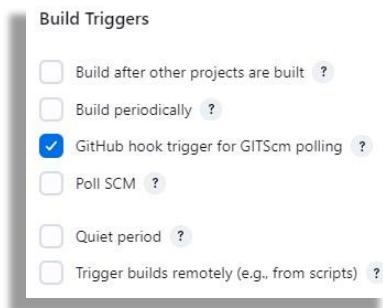 Build Triggers
Build after other projects are built ?
Build periodically ?
GitHub hook trigger for GITScm polling ?
Poll SCM ?
Quiet period ?
Trigger builds remotely (e.g., from scripts) ?